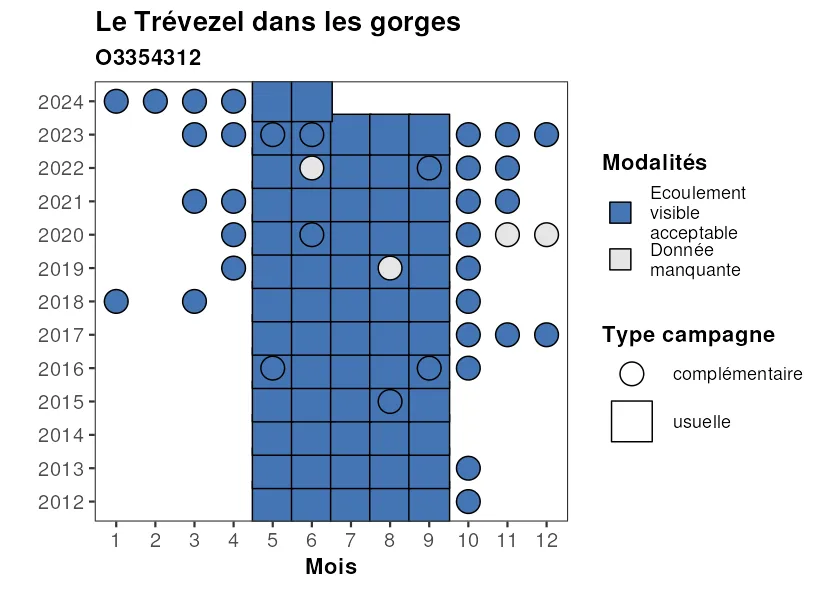 Le Trévezel dans les gorges
O3354312
2024
2023
2022
2021
2020
2019
2018
2017
2016
2015
2014
2013
2012
1 2 3 4 5 6 7 8 9 10 11 12
Mois
Modalités
Ecoulement
visible
acceptable
Donnée
manquante
Type campagne
complémentaire
usuelle